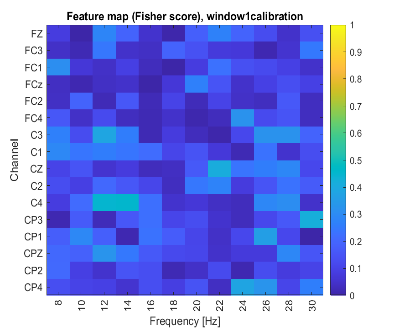 Feature map (Fisher score), window1calibration
Channel
FZ
FC3
FC1
FCz
FC2
FC4
C3
C1
CZ
C2
C4
CP3
CP1
CPZ
CP2
CP4
8 10 12 14 16 18 20 22 24 26 28 30
Frequency [Hz]
1
0.9
0.8
0.7
0.6
0.5
0.4
0.3
0.2
0.1
0